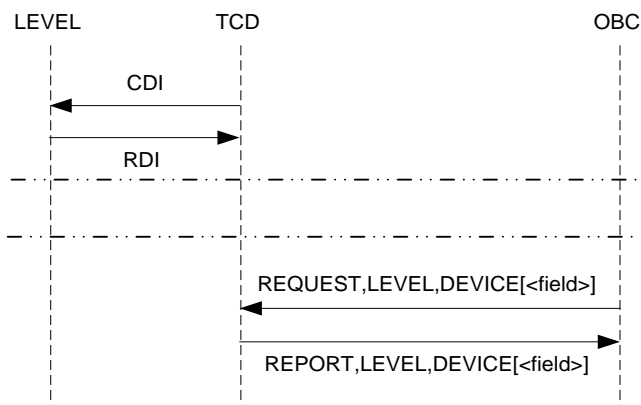 LEVEL TCD OBC
CDI
RDI
REQUEST,LEVEL,DEVICE[<field>]
REPORT,LEVEL,DEVICE[<field>]